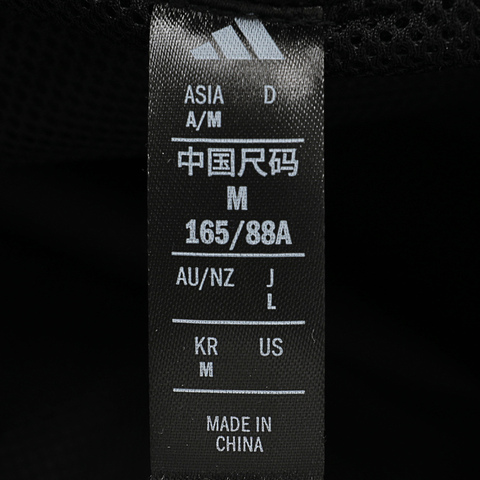 ASIA D
A/M
中国尺码
M
165/88A
AU/NZ J
L
KR US
M
MADE IN
CHINA